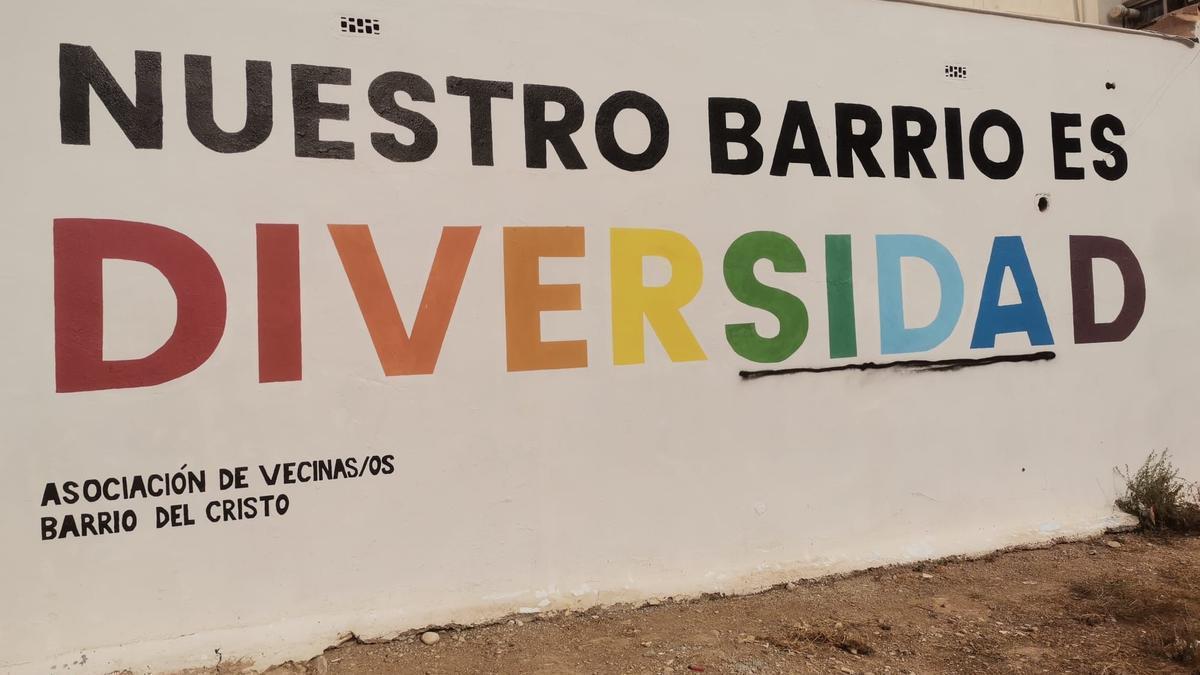 NUESTRO BARRIO ES
DIVERSIDAD
ASOCIACIÓN DE VECINAS/OS
BARRIO DEL CRISTO